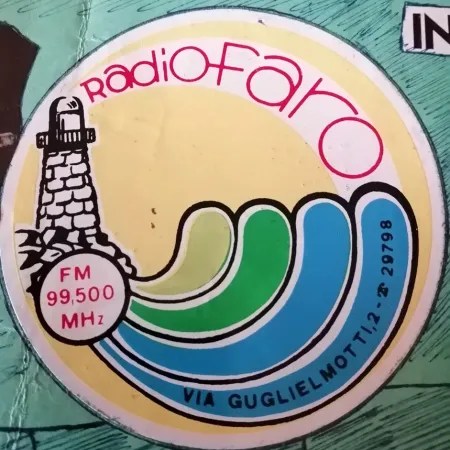 RadioFaro
IN
FM
99,500
MHz
VIA GUGLIELMOTTI, 2 - ☎ 29798